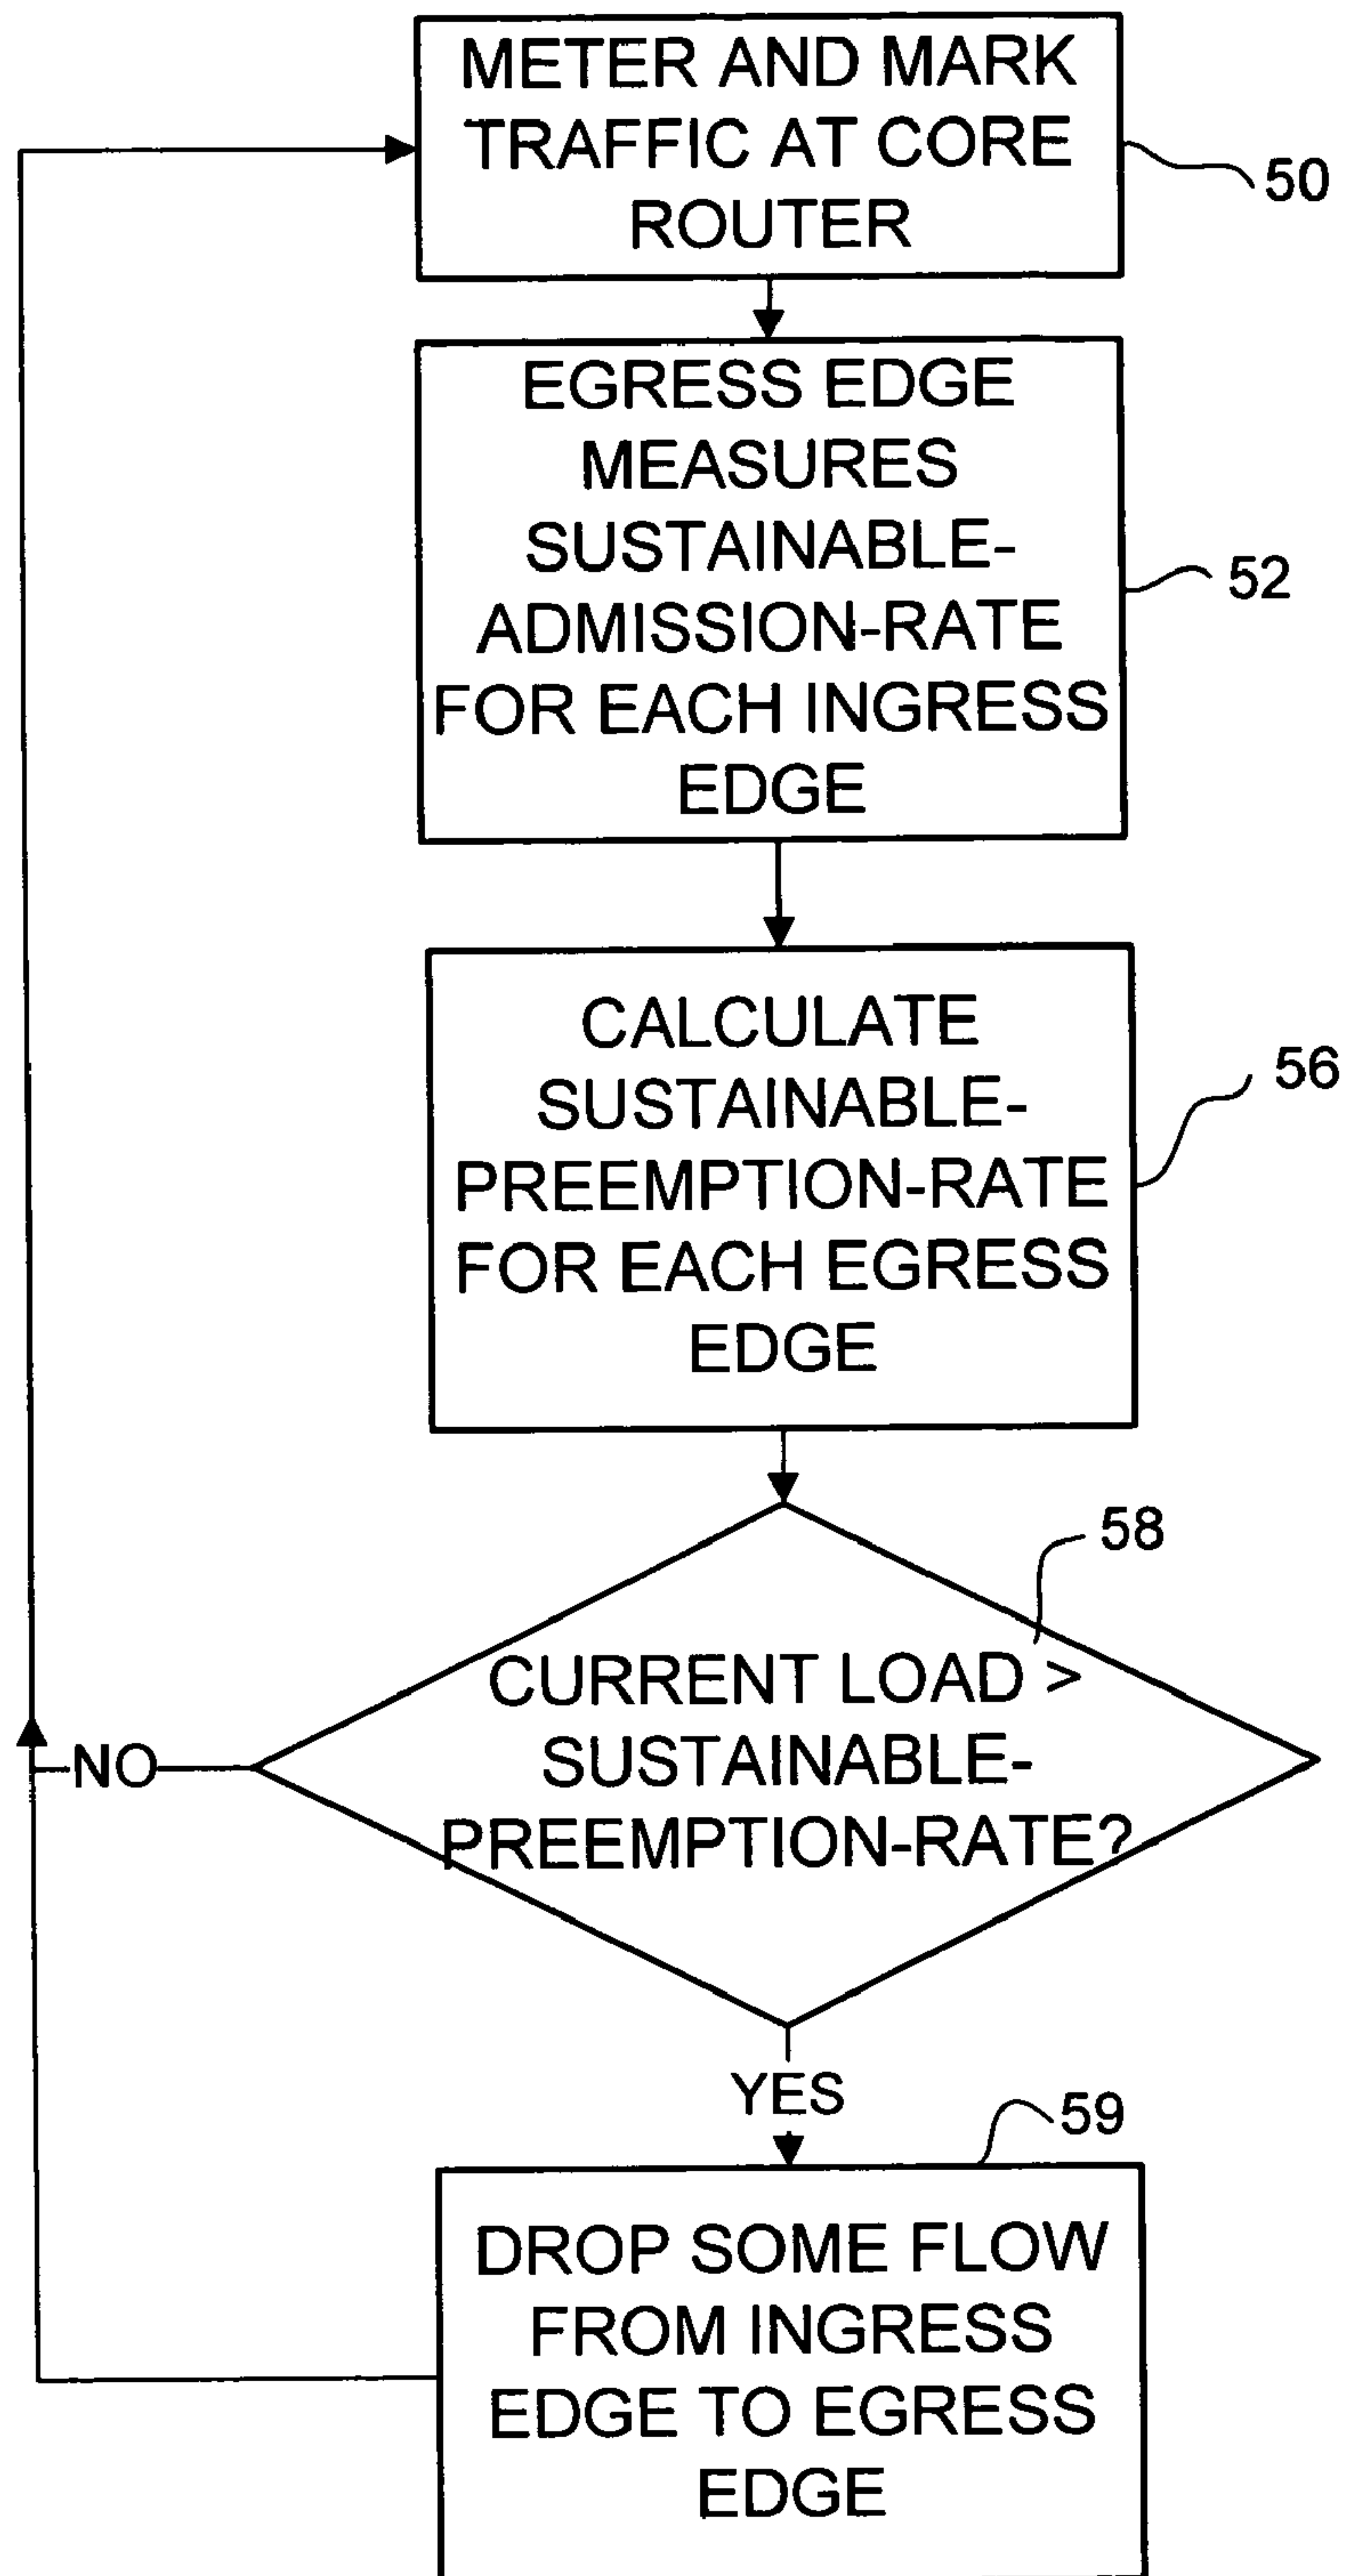 METER AND MARK
TRAFFIC AT CORE
ROUTER
50
EGRESS EDGE
MEASURES
SUSTAINABLE-
ADMISSION-RATE
FOR EACH INGRESS
EDGE
52
CALCULATE
SUSTAINABLE-
PREEMPTION-RATE
FOR EACH EGRESS
EDGE
56
58
CURRENT LOAD >
SUSTAINABLE-
PREEMPTION-RATE?
NO
YES
59
DROP SOME FLOW
FROM INGRESS
EDGE TO EGRESS
EDGE